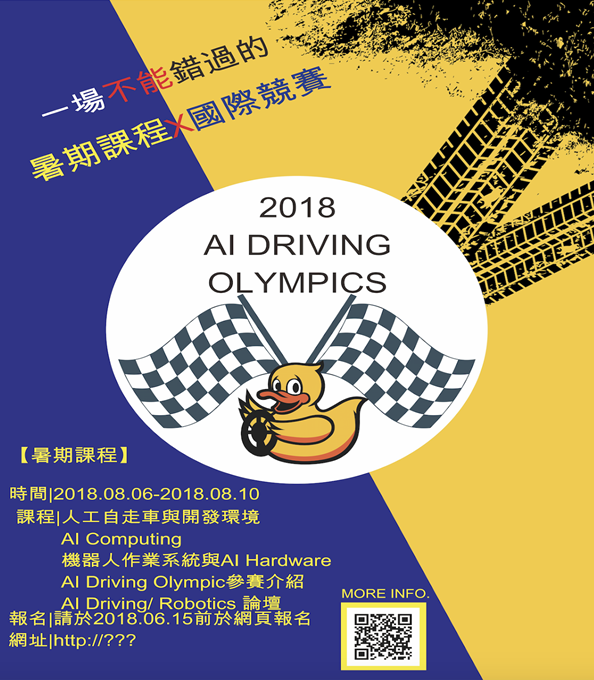 一場不能錯過的
暑期課程X國際競賽
2018
AI DRIVING
OLYMPICS
【暑期課程】
時間|2018.08.06-2018.08.10
課程|人工自走車與開發環境
AI Computing
機器人作業系統與AI Hardware
AI Driving Olympic參賽介紹
AI Driving/ Robotics 論壇
報名|請於2018.06.15前於網頁報名
網址|http://???
MORE INFO.